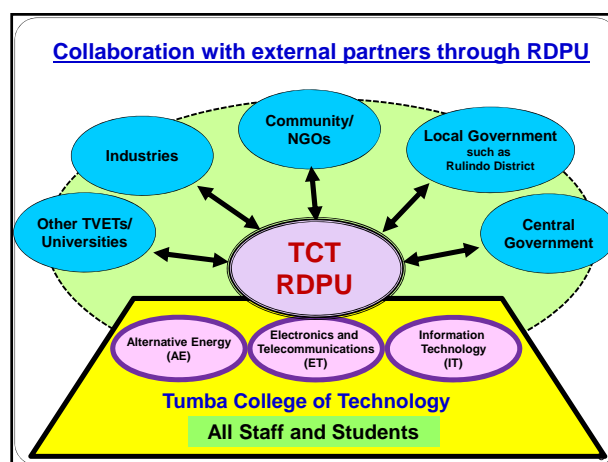 Collaboration with external partners through RDPU
Community/
NGOs
Industries
Local Government
such as
Rulindo District
Other TVETs/
Universities
Central
Government
TCT
RDPU
Alternative Energy
(AE)
Electronics and
Telecommunications
(ET)
Information
Technology
(IT)
Tumba College of Technology
All Staff and Students